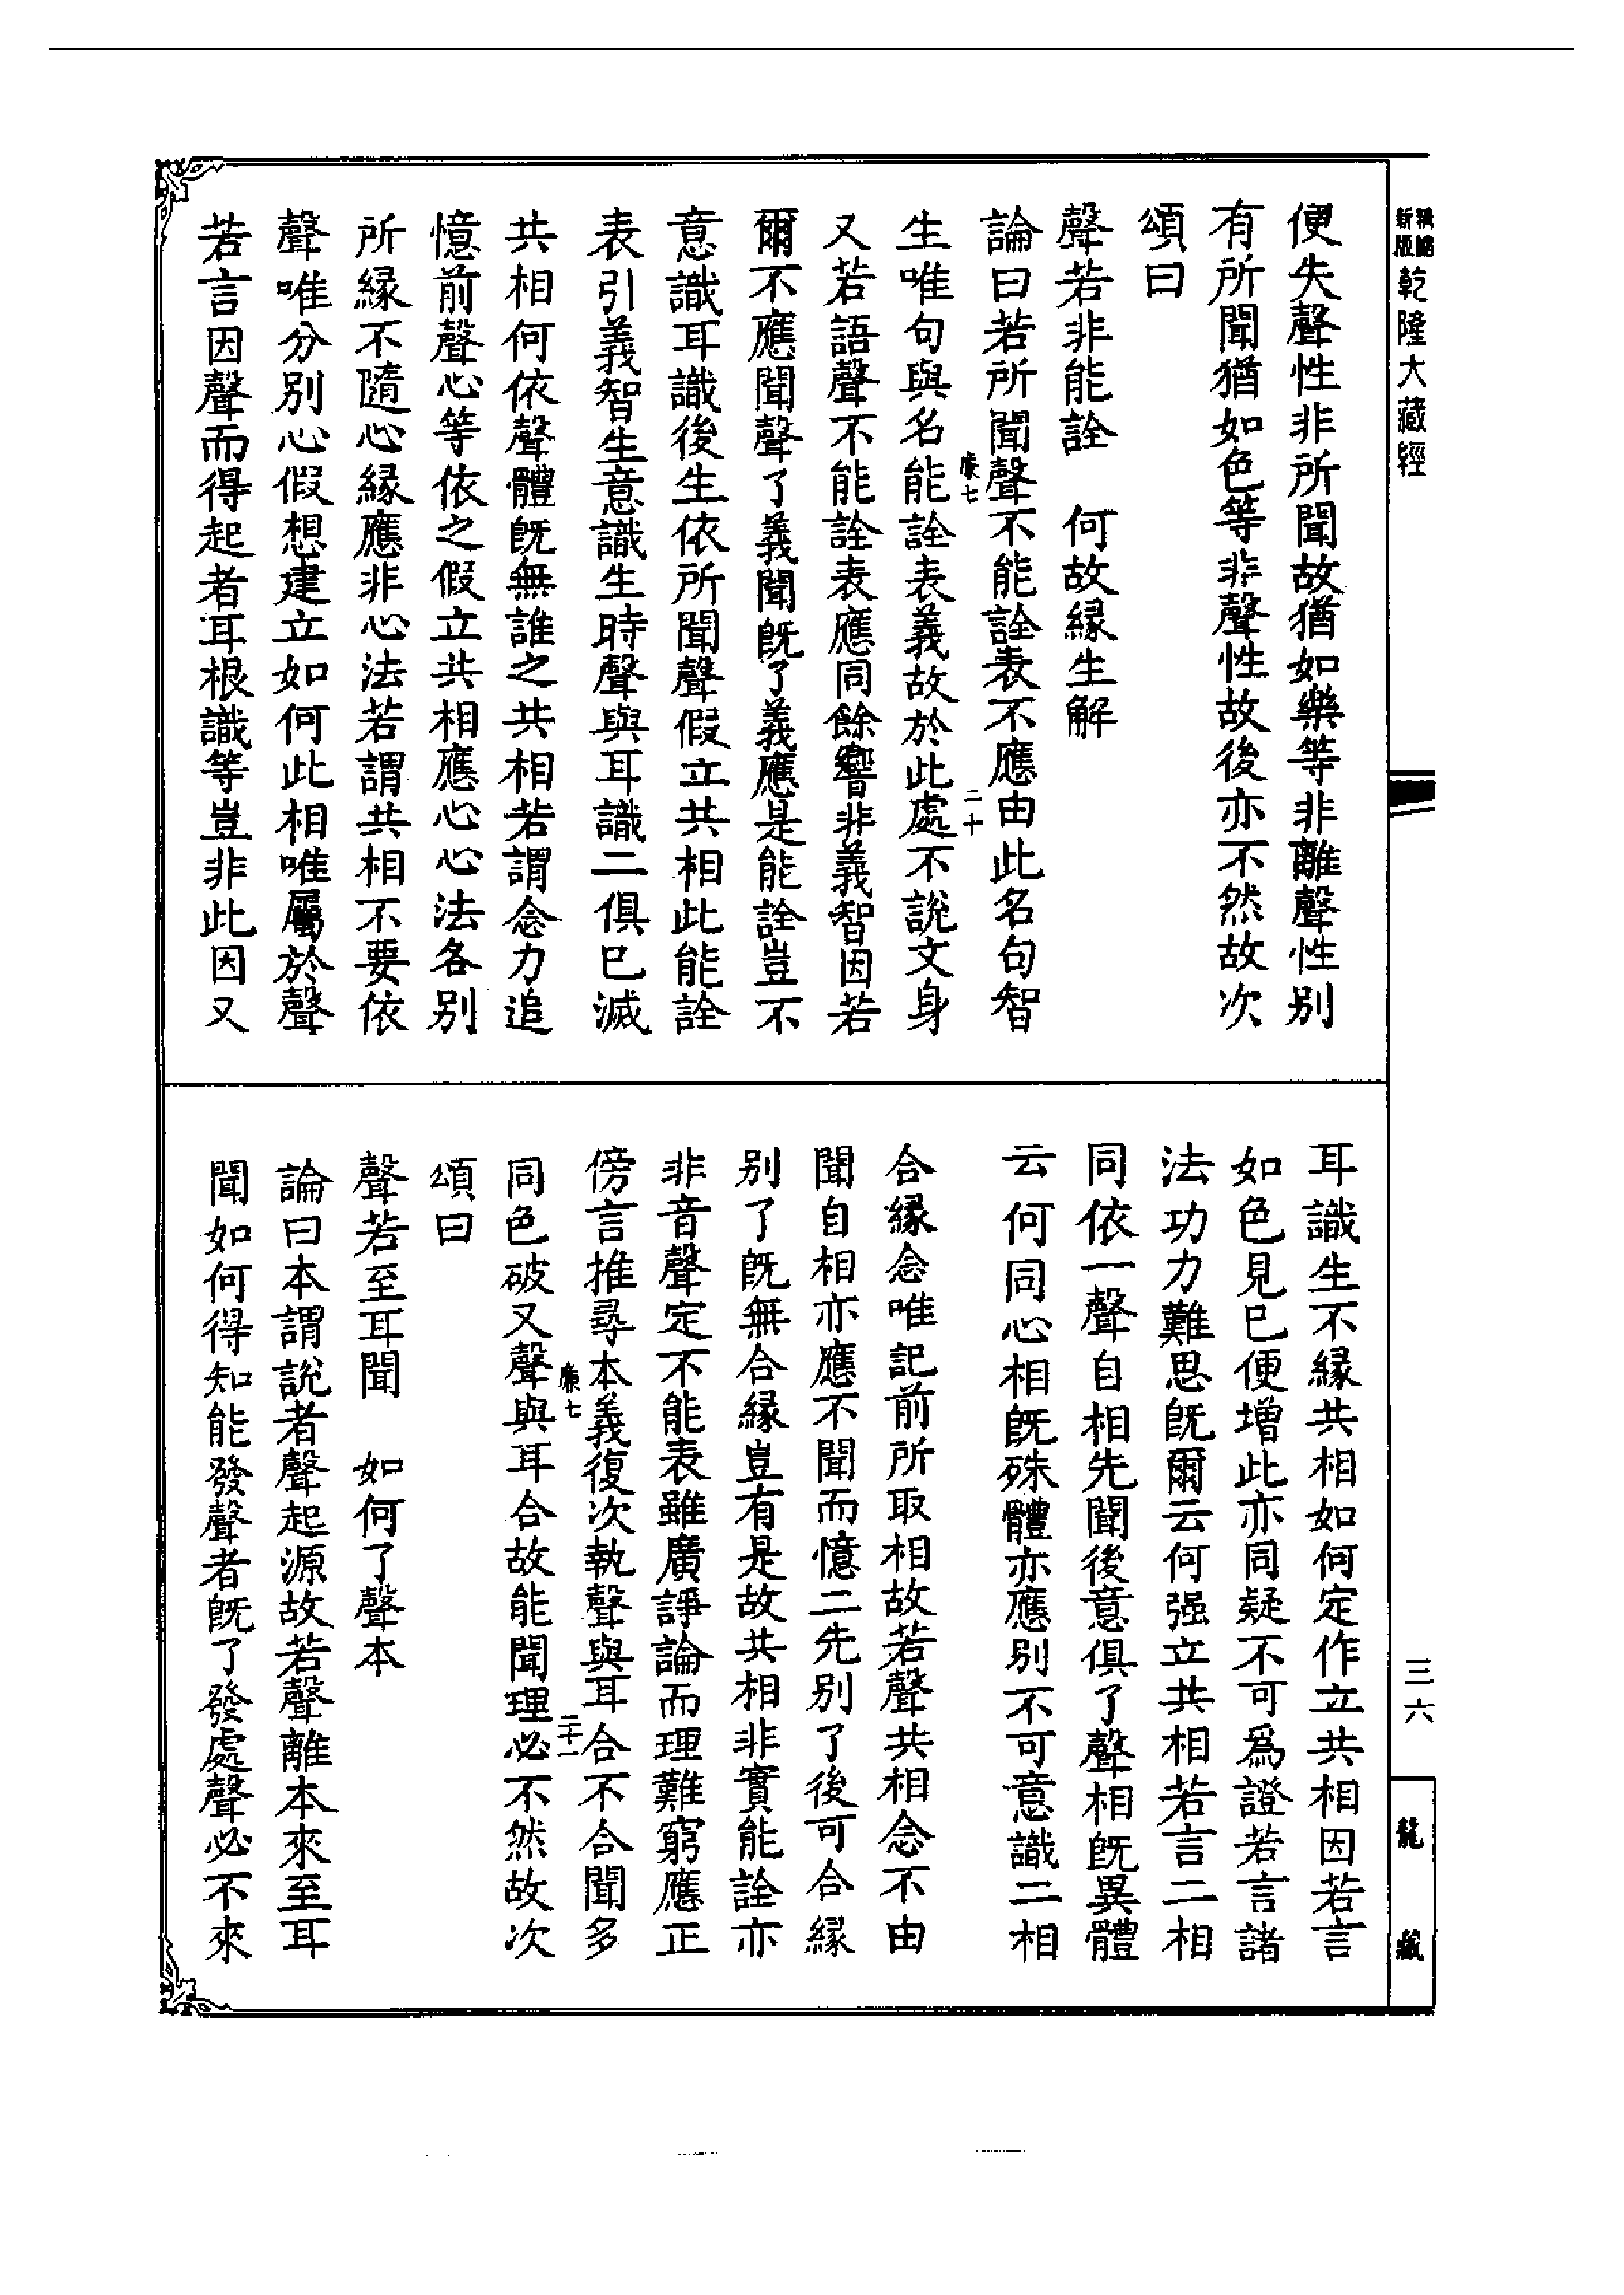 新版 精縮 乾隆大藏經
便失聲性非所聞故猶如樂等非離聲性別
有所聞猶如色等非聲性故後亦不然故次
頌曰
聲若非能詮　何故緣生解
論曰若所聞聲不能詮表不應由此名句智
廉七　二十
生唯句與名能詮表義故於此處不說文身
又若語聲不能詮表應同餘響非義智因若
爾不應聞聲了義聞旣了義應是能詮豈不
意識耳識後生依所聞聲假立共相此能詮
表引義智生意識生時聲與耳識二俱已滅
共相何依聲體旣無誰之共相若謂念力追
憶前聲心等依之假立共相應心心法各別
所緣不隨心緣應非心法若謂共相不要依
聲唯分別心假想建立如何此相唯屬於聲
若言因聲而得起者耳根識等豈非此因又
耳識生不緣共相如何定作立共相因若言
如色見已便增此亦同疑不可爲證若言諸
法功力難思旣爾云何强立共相若言二相
同依一聲自相先聞後意俱了聲相旣異體
云何同心相旣殊體亦應別不可意識二相
合緣念唯記前所取相故若聲共相念不由
聞自相亦應不聞而憶二先別了後可合緣
別了旣無合緣豈有是故共相非實能詮亦
非音聲定不能表雖廣諍論而理難窮應正
傍言推尋本義復次執聲與耳合不合聞多
廉七　二十一
同色破又聲與耳合故能聞理必不然故次
頌曰
聲若至耳聞　如何了聲本
論曰本謂說者聲起源故若聲離本來至耳
聞如何得知能發聲者旣了發處聲必不來
三六
龍藏